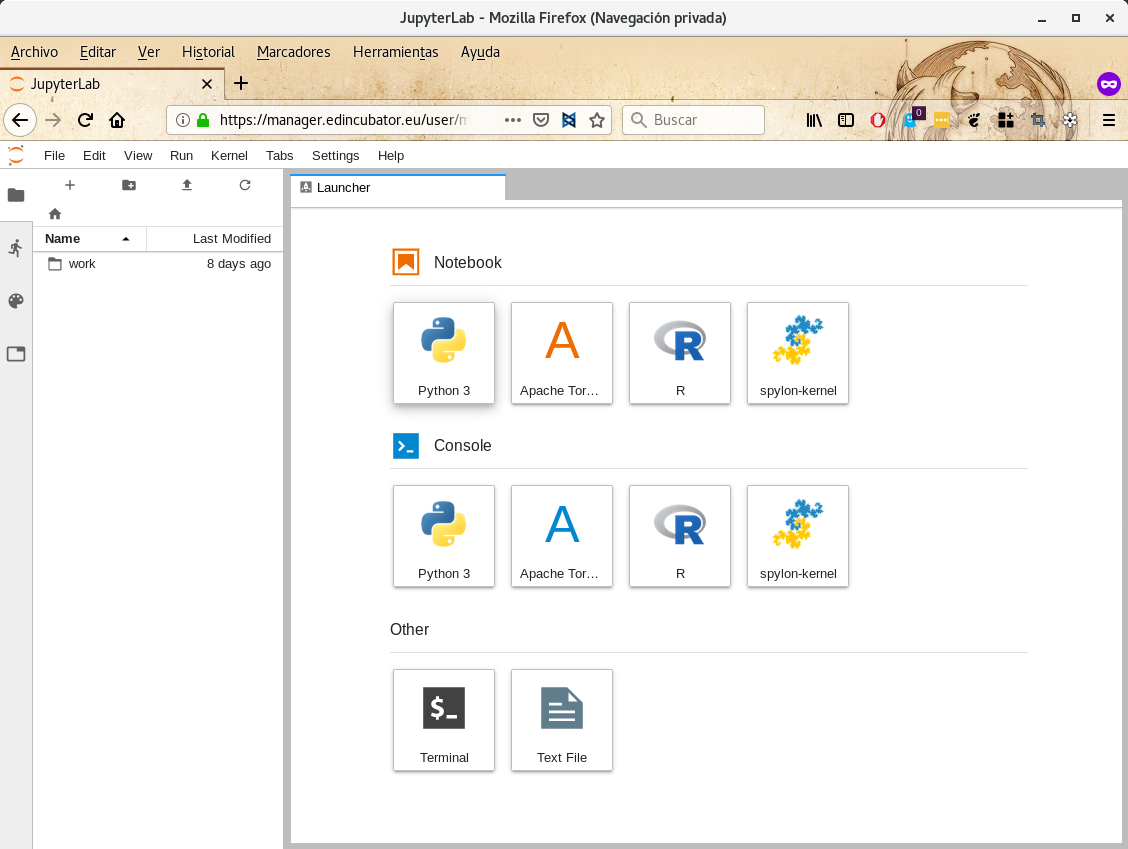 JupyterLab - Mozilla Firefox (Navegación privada)
Archivo Editar Ver Historial Marcadores Herramientas Ayuda
JupyterLab
https://manager.edincubator.eu/user/m
Buscar
0
File Edit View Run Kernel Tabs Settings Help
Launcher
Name Last Modified
work 8 days ago
Notebook
Python 3 Apache Tor… R spylon-kernel
Console
Python 3 Apache Tor… R spylon-kernel
Other
$_
Terminal Text File